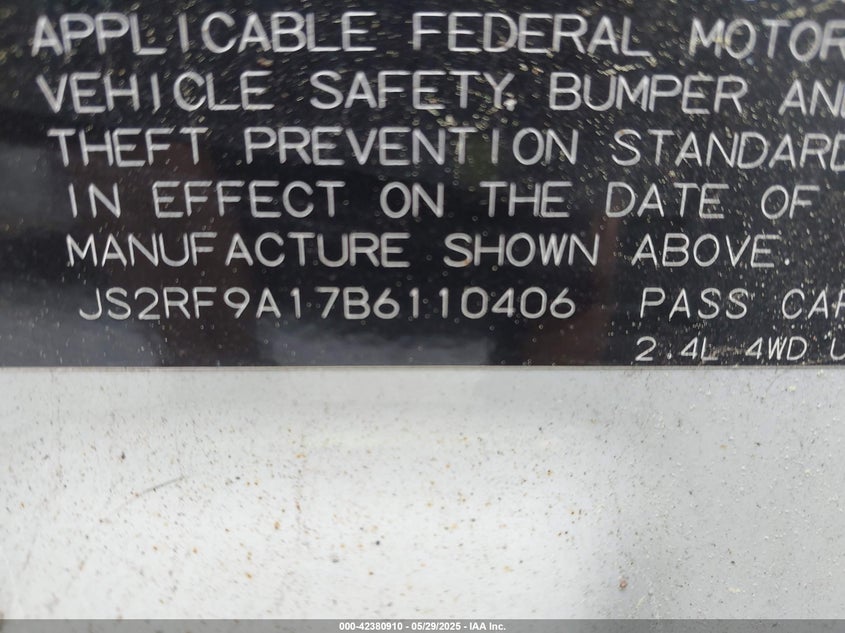 APPLICABLE FEDERAL MOTOR
VEHICLE SAFETY, BUMPER AND
THEFT PREVENTION STANDARD
IN EFFECT ON THE DATE OF
MANUFACTURE SHOWN ABOVE.
JS2RF9A17B6110406 PASS CAR
2.4L 4WD U
000-42380910 - 05/29/2025 - IAA Inc.